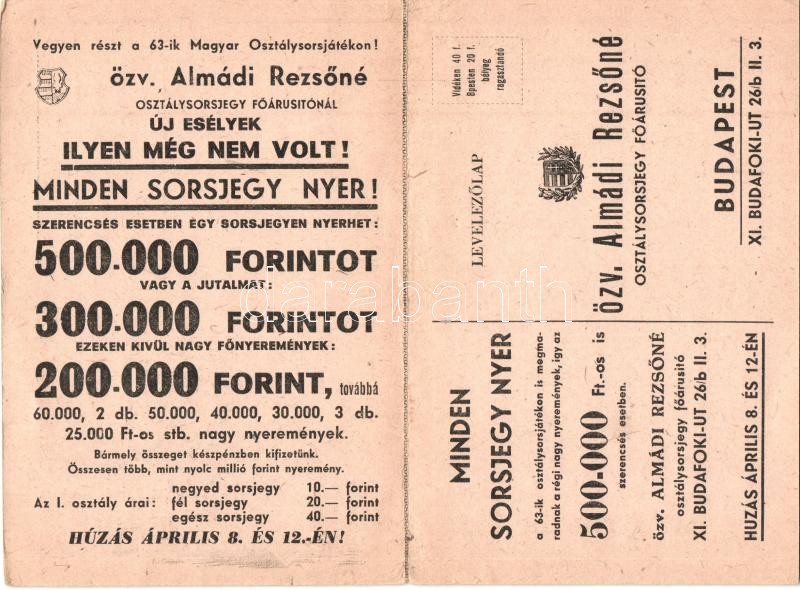 Vegyen részt a 63-ik Magyar Osztálysorsjátékon!
özv. Almádi Rezsőné
OSZTÁLYSORSJEGY FŐÁRUSITÓNÁL
ÚJ ESÉLYEK
ILYEN MÉG NEM VOLT!
MINDEN SORSJEGY NYER!
SZERENCSÉS ESETBEN EGY SORSJEGYEN NYERHET:
500.000 FORINTOT
VAGY A JUTALMAT:
300.000 FORINTOT
EZEKEN KIVÜL NAGY FŐNYEREMÉNYEK:
200.000 FORINT, továbbá
60.000, 2 db. 50.000, 40.000, 30.000, 3 db.
25.000 Ft-os stb. nagy nyeremények.
Bármely összeget készpénzben kifizetünk.
Összesen több, mint nyolc millió forint nyeremény.
Az I. osztály árai:
negyed sorsjegy 10.— forint
fél sorsjegy 20.— forint
egész sorsjegy 40.— forint
HÚZÁS ÁPRILIS 8. ÉS 12.-ÉN!
Vidéken 40 f.
Bpesten 20 f.
bélyeg
ragasztandó
LEVELEZŐLAP
özv. Almádi Rezsőné
OSZTÁLYSORSJEGY FŐÁRUSITÓ
BUDAPEST
XI. BUDAFOKI-UT 26/b II. 3.
MINDEN
SORSJEGY NYER
a 63-ik osztálysorsjátékon is megma-
radnak a régi nagy nyeremények, igy az
500-000 Ft.-os is
szerencsés esetben.
özv. ALMÁDI REZSŐNÉ
osztálysorsjegy főárusitó
XI. BUDAFOKI-UT 26/b II. 3.
HUZÁS ÁPRILIS 8. ÉS 12-ÉN
darabanth